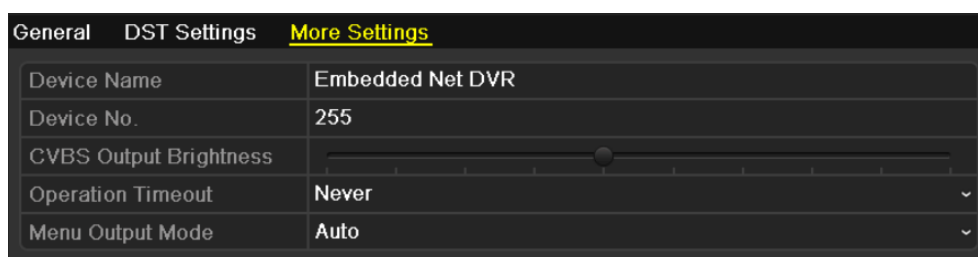 General DST Settings More Settings
Device Name Embedded Net DVR
Device No. 255
CVBS Output Brightness
Operation Timeout Never
Menu Output Mode Auto